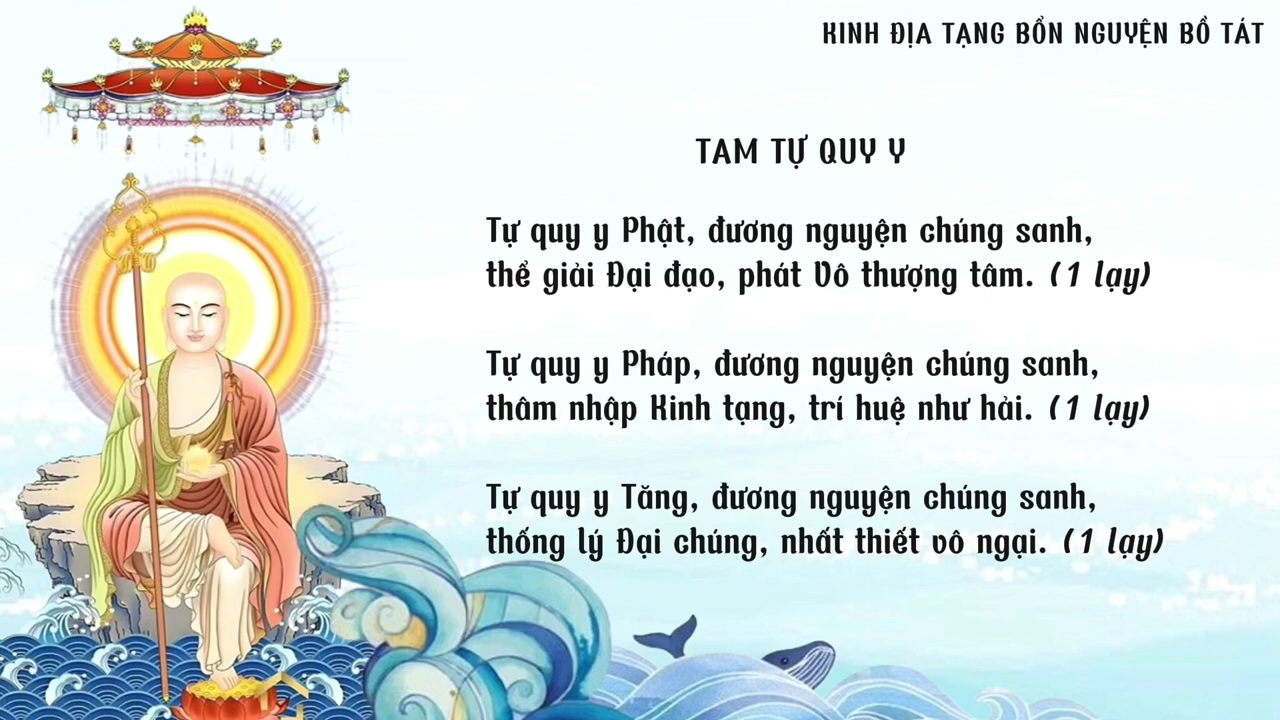 KINH ĐỊA TẠNG BỔN NGUYỆN BỒ TÁT
TAM TỰ QUY Y
Tự quy y Phật, đương nguyện chúng sanh,
thể giải Đại đạo, phát Vô thượng tâm. (1 lạy)
Tự quy y Pháp, đương nguyện chúng sanh,
thâm nhập Kinh tạng, trí huệ như hải. (1 lạy)
Tự quy y Tăng, đương nguyện chúng sanh,
thống lý Đại chúng, nhất thiết vô ngại. (1 lạy)